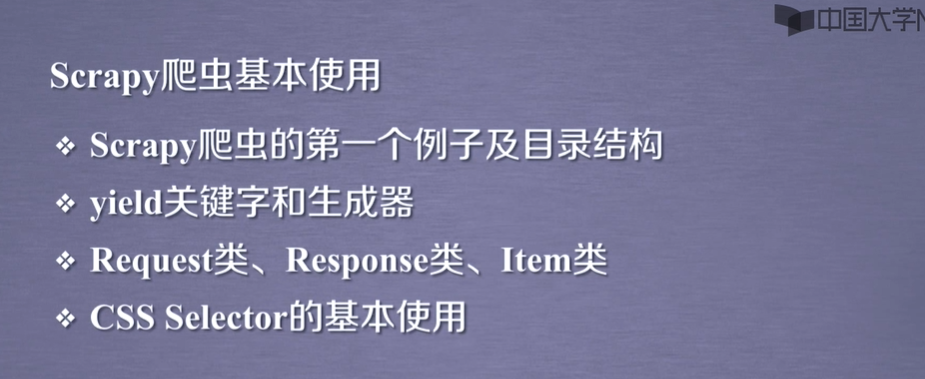 中国大学
Scrapy爬虫基本使用
Scrapy爬虫的第一个例子及目录结构
yield关键字和生成器
Request类、Response类、Item类
CSS Selector的基本使用